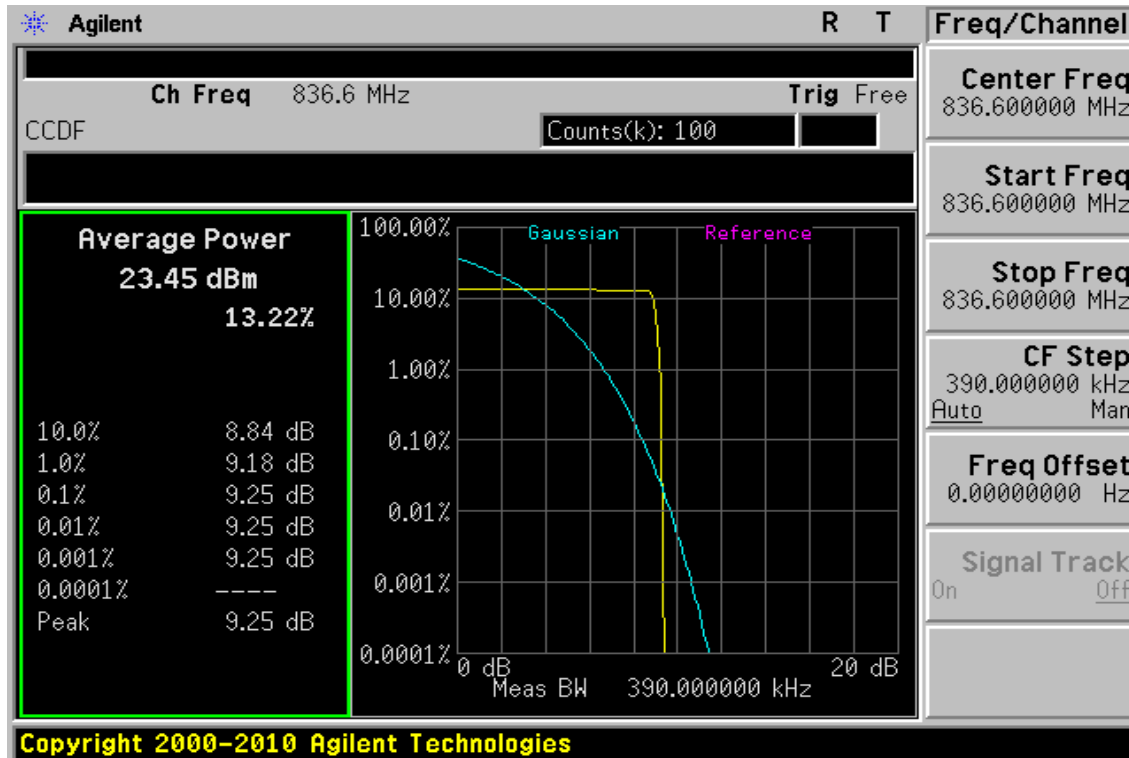 Agilent R T
Freq/Channel
Ch Freq 836.6 MHz Trig Free
CCDF Counts(k): 100
Average Power
23.45 dBm
13.22%
10.0% 8.84 dB
1.0% 9.18 dB
0.1% 9.25 dB
0.01% 9.25 dB
0.001% 9.25 dB
0.0001% ----
Peak 9.25 dB
Gaussian Reference
100.00%
10.00%
1.00%
0.10%
0.01%
0.001%
0.0001%
0 dB 20 dB
Meas BW 390.000000 kHz
Center Freq
836.600000 MHz
Start Freq
836.600000 MHz
Stop Freq
836.600000 MHz
CF Step
390.000000 kHz
Auto Man
Freq Offset
0.00000000 Hz
Signal Track
On Off
Copyright 2000-2010 Agilent Technologies